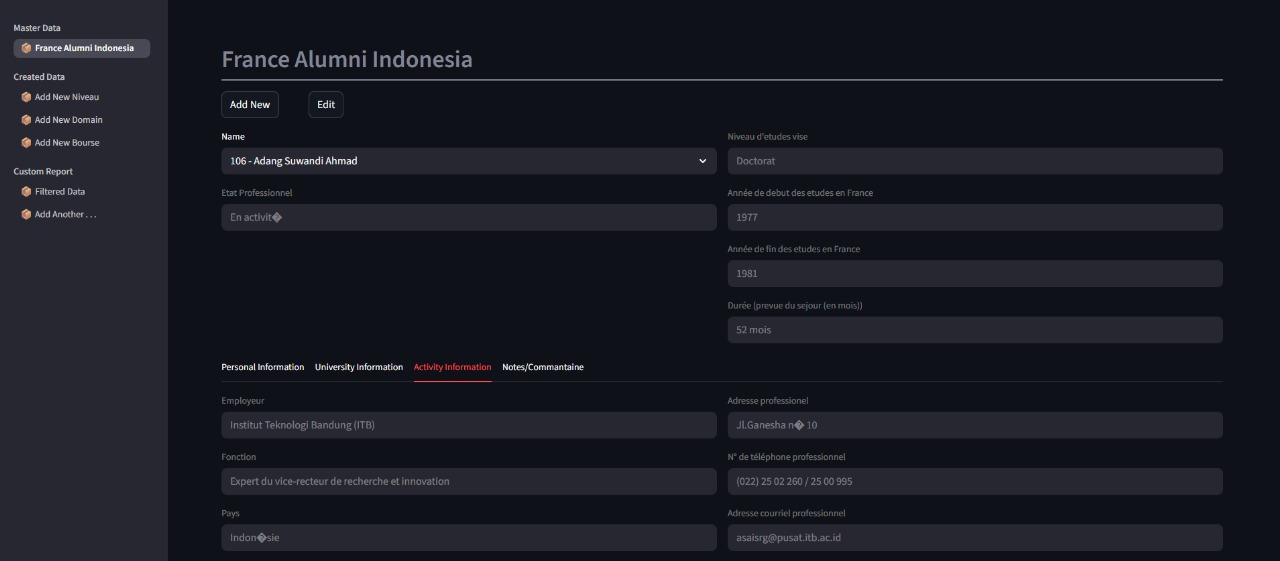 Master Data
France Alumni Indonesia
Created Data
Add New Niveau
Add New Domain
Add New Bourse
Custom Report
Filtered Data
Add Another . . .
France Alumni Indonesia
Add New
Edit
Name
106 - Adang Suwandi Ahmad
Etat Professionnel
En activit�
Niveau d'etudes vise
Doctorat
Année de debut des etudes en France
1977
Année de fin des etudes en France
1981
Durée (prevue du sejour (en mois))
52 mois
Personal Information
University Information
Activity Information
Notes/Commantaine
Employeur
Institut Teknologi Bandung (ITB)
Adresse professionel
Jl.Ganesha n� 10
Fonction
Expert du vice-recteur de recherche et innovation
N° de téléphone professionnel
(022) 25 02 260 / 25 00 995
Pays
Indon�sie
Adresse courriel professionnel
asaisrg@pusat.itb.ac.id